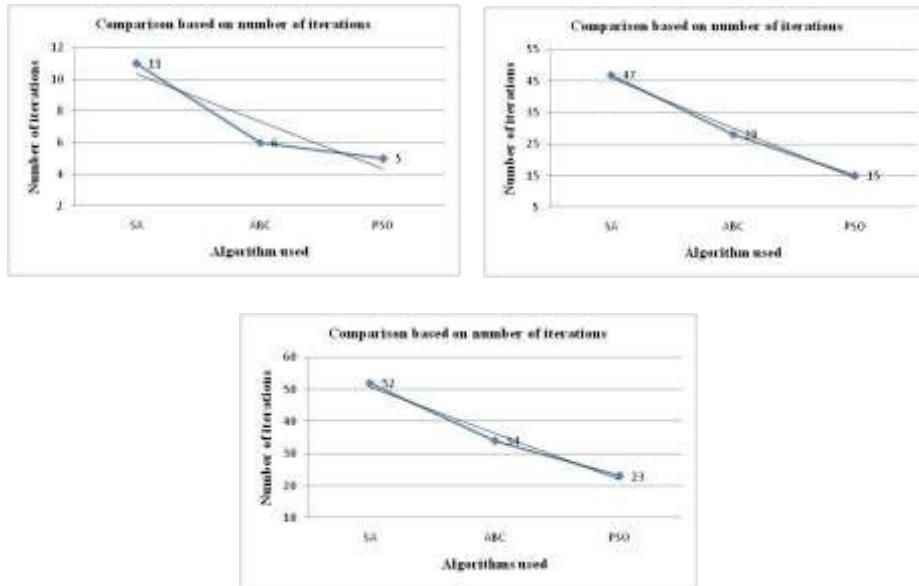 Comparison based on number of iterations
Number of iterations
12
10
8
6
4
2
11
6
5
SA ABC PSO
Algorithm used
Comparison based on number of iterations
Number of iterations
55
45
35
25
15
5
47
15
SA ABC PSO
Algorithm used
Comparison based on number of iterations
Number of iterations
60
50
40
30
20
10
52
34
23
SA ABC PSO
Algorithms used